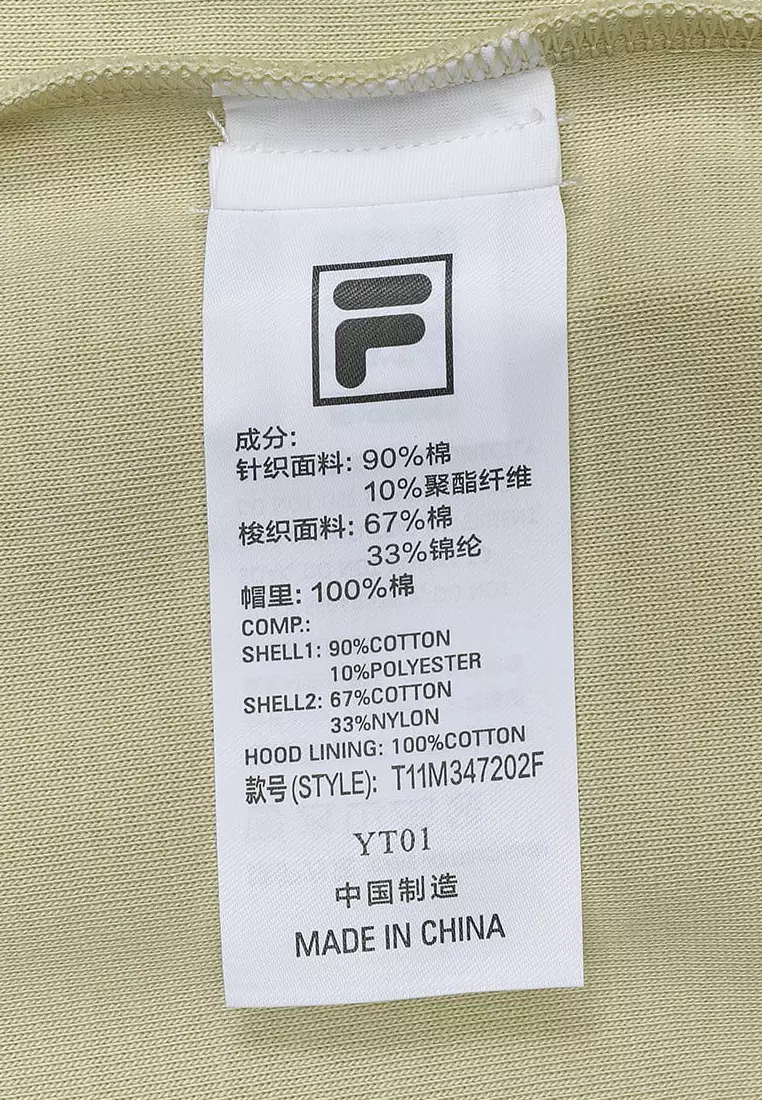 F
成分:
针织面料: 90%棉
10%聚酯纤维
梭织面料: 67%棉
33%锦纶
帽里: 100%棉
COMP.:
SHELL1: 90%COTTON
10%POLYESTER
SHELL2: 67%COTTON
33%NYLON
HOOD LINING: 100%COTTON
款号(STYLE): T11M347202F
YT01
中国制造
MADE IN CHINA